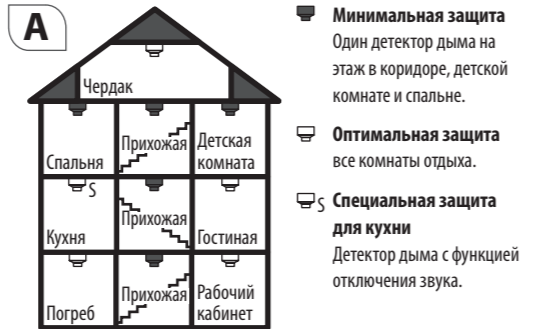 A
Чердак
Спальня
Прихожая
Детская
комната
S
Кухня
Прихожая
Гостиная
Погреб
Прихожая
Рабочий
кабинет
Минимальная защита
Один детектор дыма на
этаж в коридоре, детской
комнате и спальне.
Оптимальная защита
все комнаты отдыха.
S Специальная защита
для кухни
Детектор дыма с функцией
отключения звука.